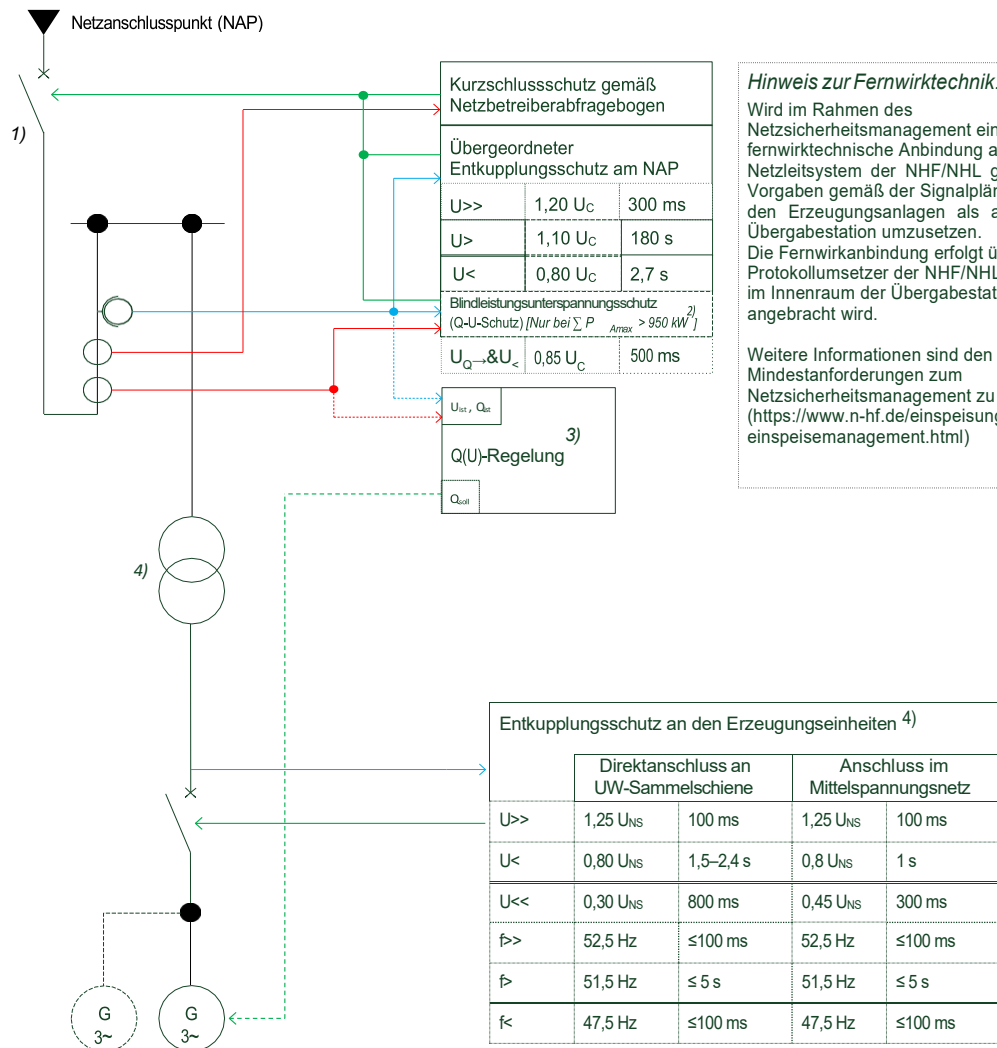 Netzanschlusspunkt (NAP)
1)
Kurzschlussschutz gemäß
Netzbetreiberabfragebogen
Übergeordneter
Entkupplungsschutz am NAP
U>> 1,20 UC 300 ms
U> 1,10 UC 180 s
U< 0,80 UC 2,7 s
Blindleistungsunterspannungsschutz
(Q-U-Schutz) [Nur bei ∑ P Amax > 950 kW 2)]
UQ→&U< 0,85 UC 500 ms
Uist , Qist
3)
Q(U)-Regelung
Qsoll
Hinweis zur Fernwirktechnik
Wird im Rahmen des
Netzsicherheitsmanagement ein
fernwirktechnische Anbindung a
Netzleitsystem der NHF/NHL g
Vorgaben gemäß der Signalplän
den Erzeugungsanlagen als a
Übergabestation umzusetzen.
Die Fernwirkanbindung erfolgt ü
Protokollumsetzer der NHF/NHL
im Innenraum der Übergabestat
angebracht wird.
Weitere Informationen sind den
Mindestanforderungen zum
Netzsicherheitsmanagement zu
(https://www.n-hf.de/einspeisung
einspeisemanagement.html)
4)
Entkupplungsschutz an den Erzeugungseinheiten 4)
Direktanschluss an
UW-Sammelschiene
Anschluss im
Mittelspannungsnetz
U>> 1,25 UNS 100 ms 1,25 UNS 100 ms
U< 0,80 UNS 1,5–2,4 s 0,8 UNS 1 s
U<< 0,30 UNS 800 ms 0,45 UNS 300 ms
f>> 52,5 Hz ≤100 ms 52,5 Hz ≤100 ms
f> 51,5 Hz ≤ 5 s 51,5 Hz ≤ 5 s
f< 47,5 Hz ≤100 ms 47,5 Hz ≤100 ms
G
3~
G
3~